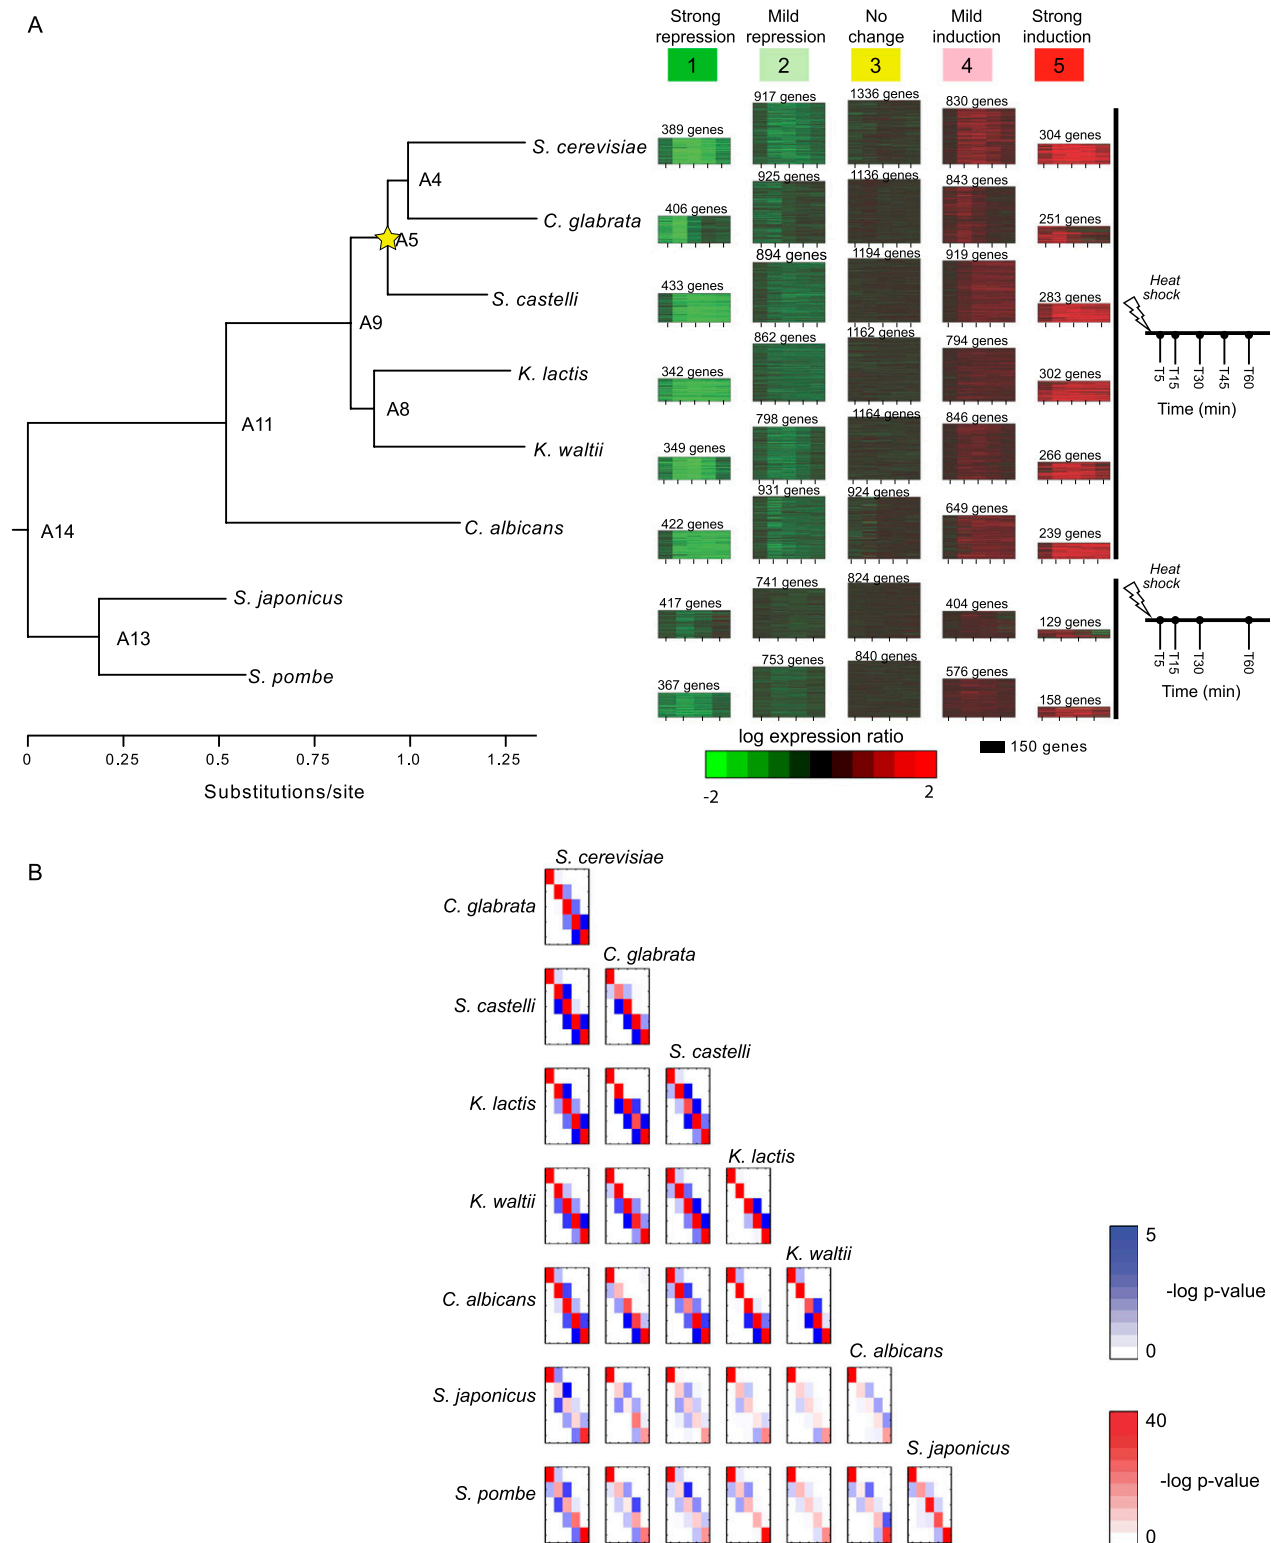 A
Strong repression
Mild repression
No change
Mild induction
Strong induction
1
2
3
4
5
S. cerevisiae
389 genes
917 genes
1336 genes
830 genes
304 genes
A4
C. glabrata
406 genes
925 genes
1136 genes
843 genes
251 genes
A5
S. castelli
433 genes
894 genes
1194 genes
919 genes
283 genes
A9
K. lactis
342 genes
862 genes
1162 genes
794 genes
302 genes
A8
K. waltii
349 genes
798 genes
1164 genes
846 genes
266 genes
A11
C. albicans
422 genes
931 genes
924 genes
649 genes
239 genes
A14
S. japonicus
417 genes
741 genes
824 genes
404 genes
129 genes
A13
S. pombe
367 genes
753 genes
840 genes
576 genes
158 genes
Heat
shock
T5
T15
T30
T45
T60
Time (min)
Heat
shock
T5
T15
T30
T60
Time (min)
0
0.25
0.5
0.75
1.0
1.25
Substitutions/site
log expression ratio
-2
2
150 genes
B
S. cerevisiae
C. glabrata
C. glabrata
S. castelli
S. castelli
K. lactis
K. lactis
K. waltii
K. waltii
C. albicans
C. albicans
S. japonicus
S. japonicus
S. pombe
5
-log p-value
0
40
-log p-value
0